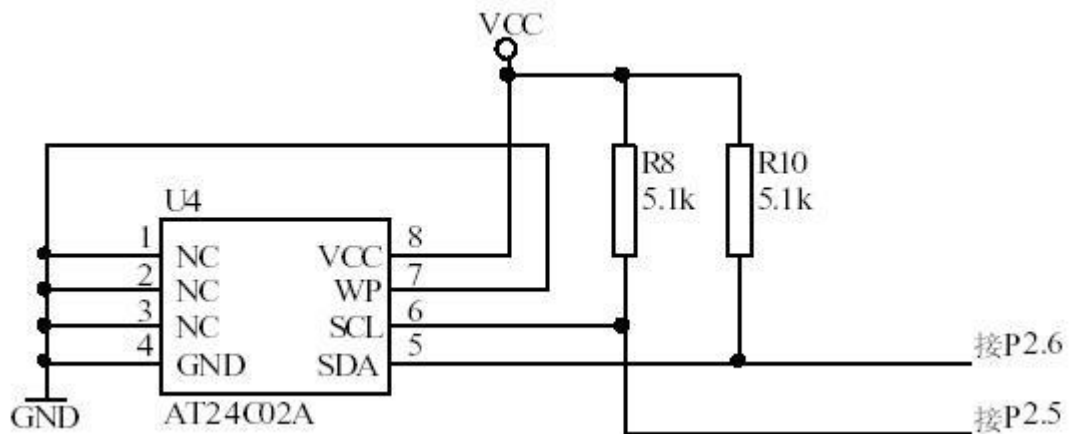 VCC
R8
5.1k
R10
5.1k
U4
1
NC
VCC
8
2
NC
WP
7
3
NC
SCL
6
4
GND
SDA
5
接P2.6
GND
AT24C02A
接P2.5